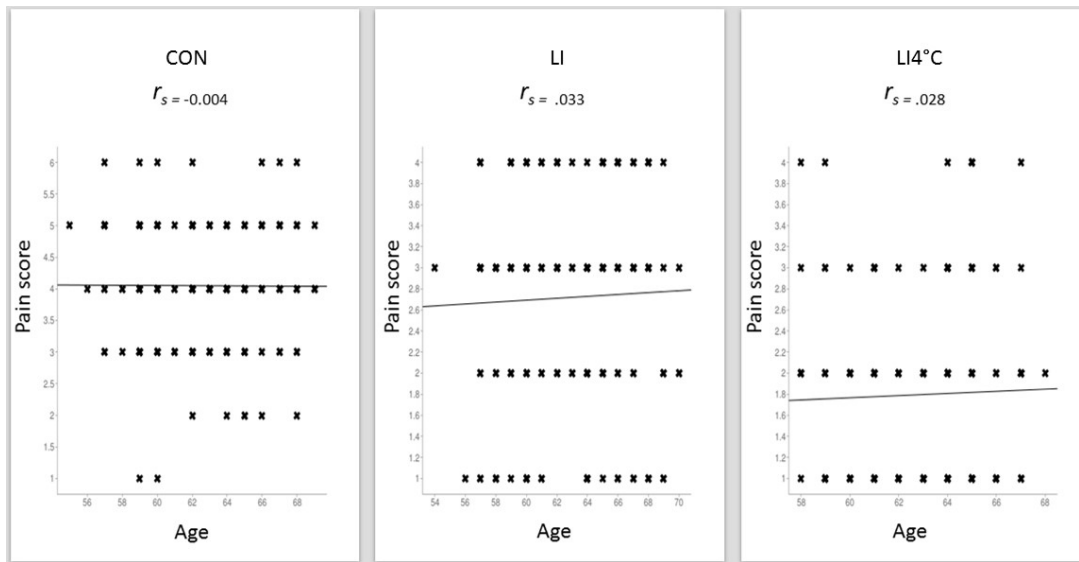 CON
rs = -0.004
6
5.5
5
4.5
4
3.5
3
2.5
2
1.5
1
Pain score
56 58 60 62 64 66 68
Age
LI
rs = .033
4
3.8
3.6
3.4
3.2
3
2.8
2.6
2.4
2.2
2
1.8
1.6
1.4
1.2
1
Pain score
54 56 58 60 62 64 66 68 70
Age
LI4°C
rs = .028
4
3.8
3.6
3.4
3.2
3
2.8
2.6
2.4
2.2
2
1.8
1.6
1.4
1.2
1
Pain score
58 60 62 64 66 68
Age